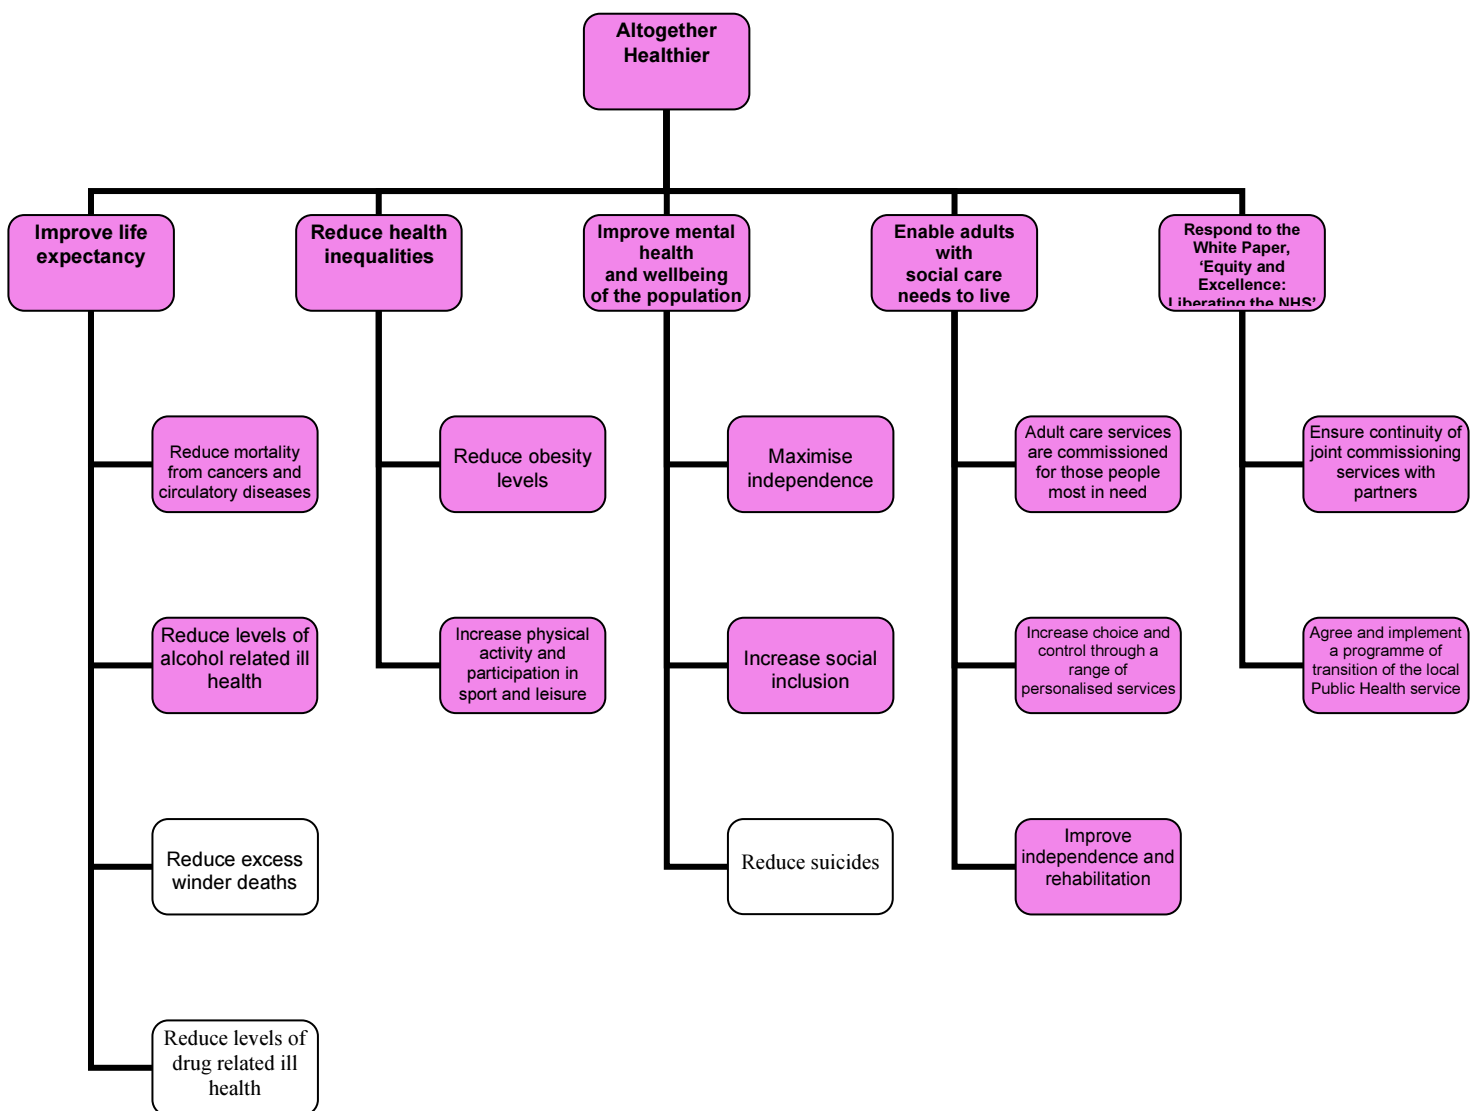 Altogether
Healthier
Improve life
expectancy
Reduce health
inequalities
Improve mental
health
and wellbeing
of the population
Enable adults
with
social care
needs to live
Respond to the
White Paper,
‘Equity and
Excellence:
Liberating the NHS’
Reduce mortality
from cancers and
circulatory diseases
Reduce obesity
levels
Maximise
independence
Adult care services
are commissioned
for those people
most in need
Ensure continuity of
joint commissioning
services with
partners
Reduce levels of
alcohol related ill
health
Increase physical
activity and
participation in
sport and leisure
Increase social
inclusion
Increase choice and
control through a
range of
personalised services
Agree and implement
a programme of
transition of the local
Public Health service
Reduce excess
winder deaths
Reduce suicides
Improve
independence and
rehabilitation
Reduce levels of
drug related ill
health